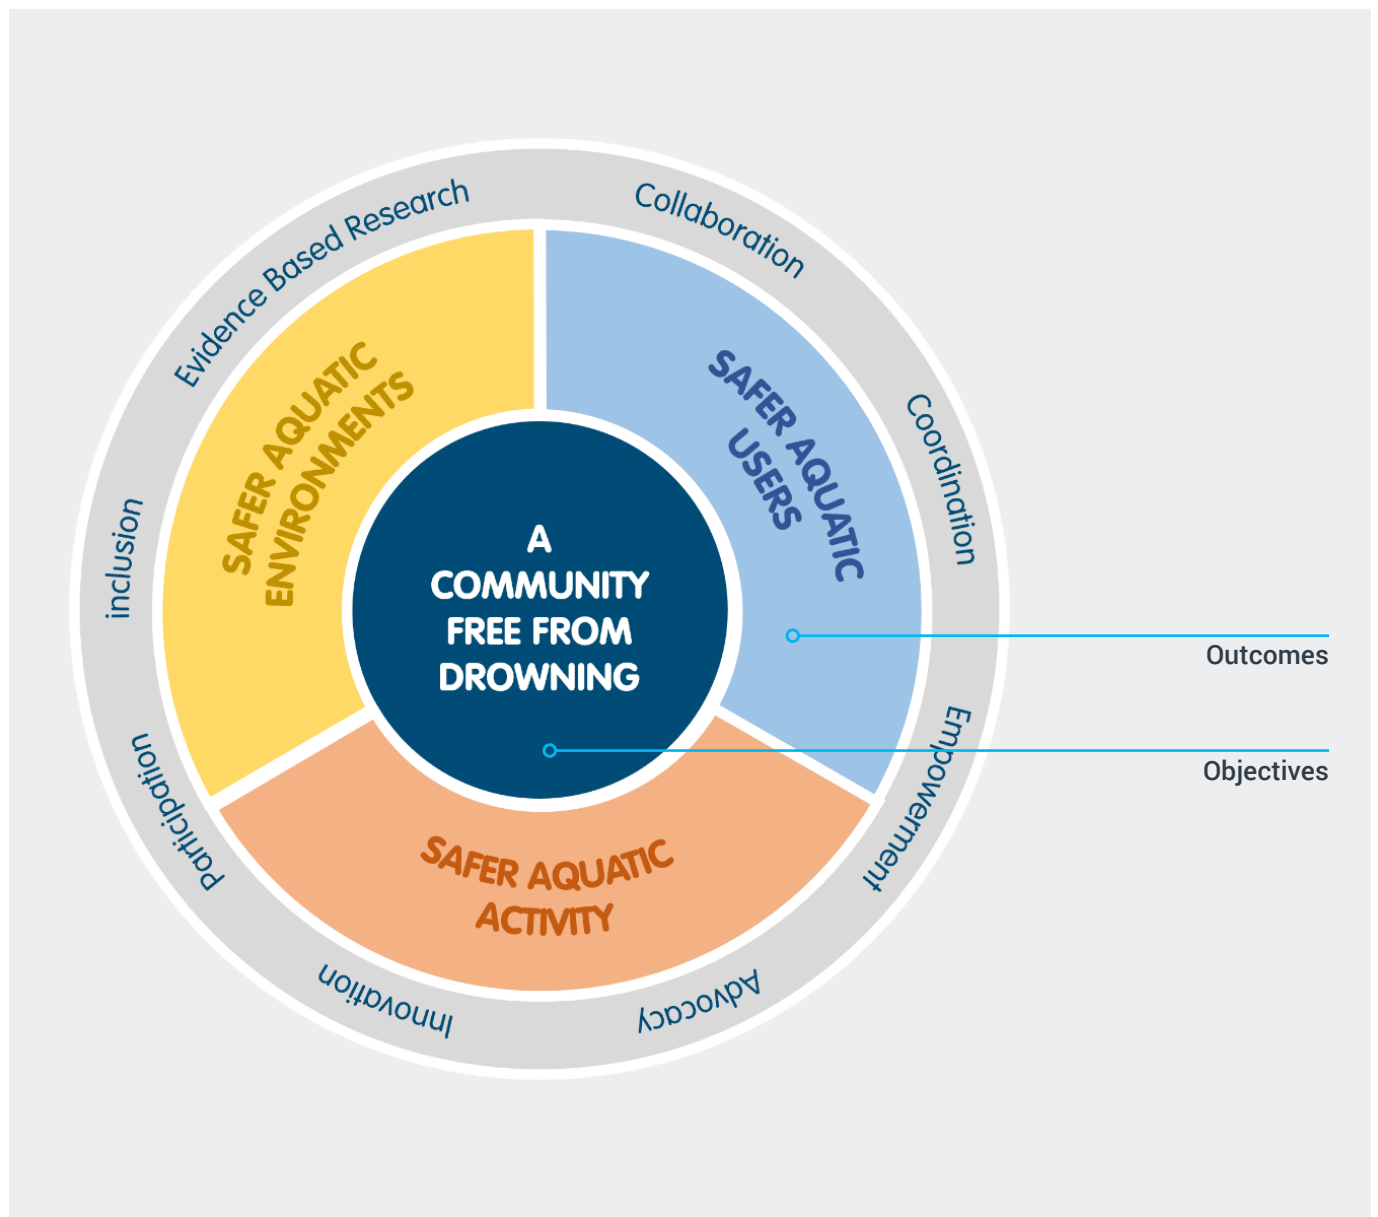 Evidence Based Research
Collaboration
Coordination
Empowerment
Advocacy
Innovation
Participation
inclusion
SAFER AQUATIC
ENVIRONMENTS
SAFER AQUATIC
USERS
SAFER AQUATIC
ACTIVITY
A
COMMUNITY
FREE FROM
DROWNING
Outcomes
Objectives